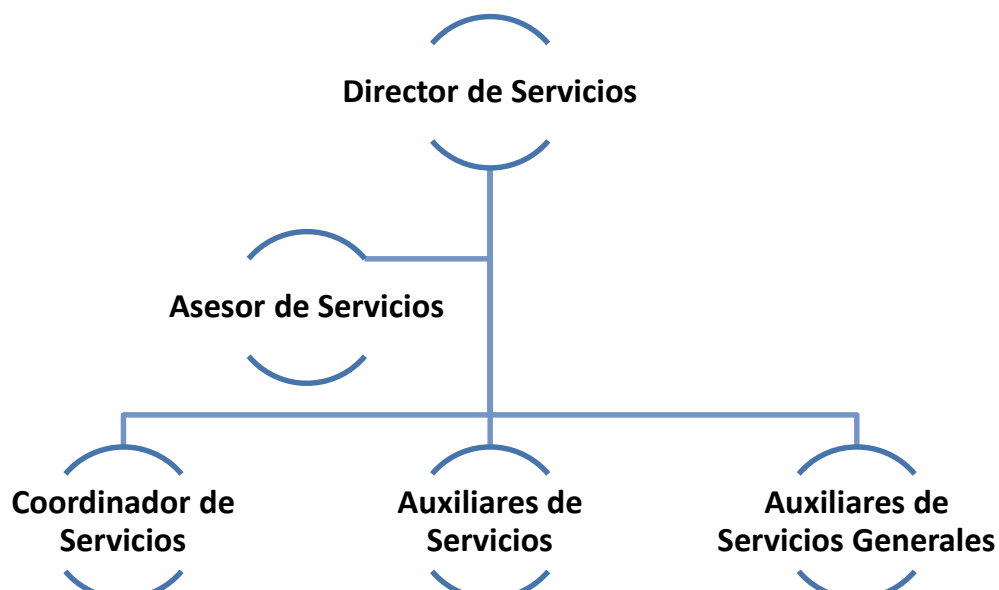 Director de Servicios
Asesor de Servicios
Coordinador de
Servicios
Auxiliares de
Servicios
Auxiliares de
Servicios Generales